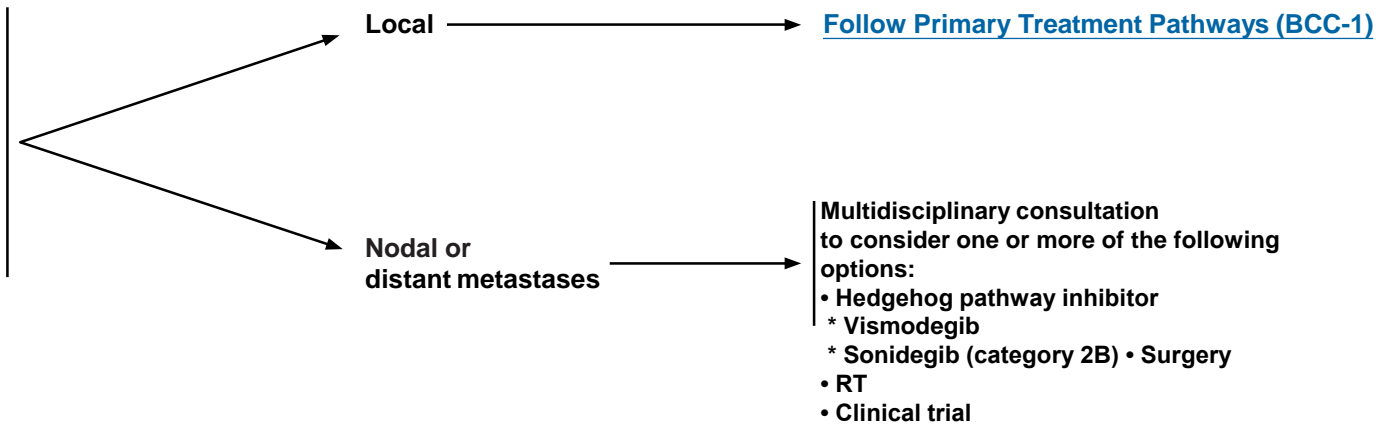 Local
Follow Primary Treatment Pathways (BCC-1)
Nodal or
distant metastases
Multidisciplinary consultation
to consider one or more of the following
options:
• Hedgehog pathway inhibitor
* Vismodegib
* Sonidegib (category 2B) • Surgery
• RT
• Clinical trial